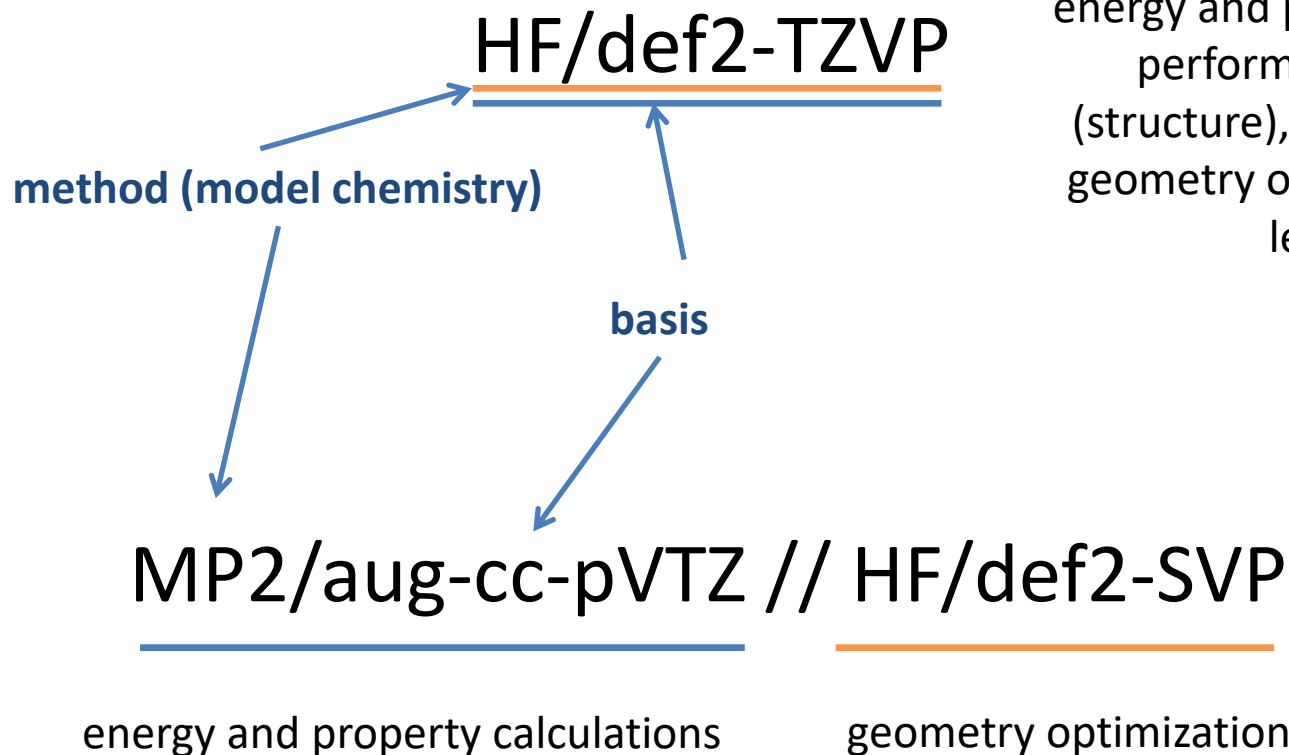 HF/def2-TZVP
energy and
perform
(structure),
geometry o
le
method (model chemistry)
basis
MP2/aug-cc-pVTZ // HF/def2-SVP
energy and property calculations
geometry optimization